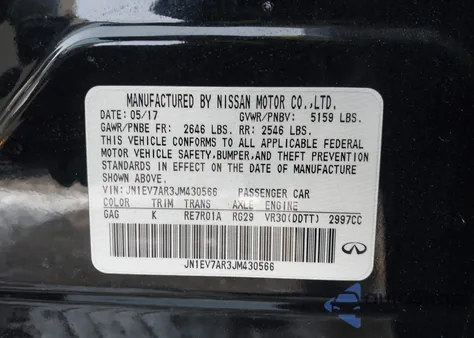 MANUFACTURED BY NISSAN MOTOR CO.,LTD.
DATE: 05/17 GVWR/PNBV: 5159 LBS.
GAWR/PNBE FR: 2646 LBS. RR: 2546 LBS.
THIS VEHICLE CONFORMS TO ALL APPLICABLE FEDERAL
MOTOR VEHICLE SAFETY, BUMPER, AND THEFT PREVENTION
STANDARDS IN EFFECT ON THE DATE OF MANUFACTURE
SHOWN ABOVE.
VIN: JN1EV7AR3JM430566 PASSENGER CAR
COLOR TRIM TRANS AXLE ENGINE
GAG K RE7R01A RG29 VR30(DDTT) 2997CC
JN1EV7AR3JM430566
INFINITI